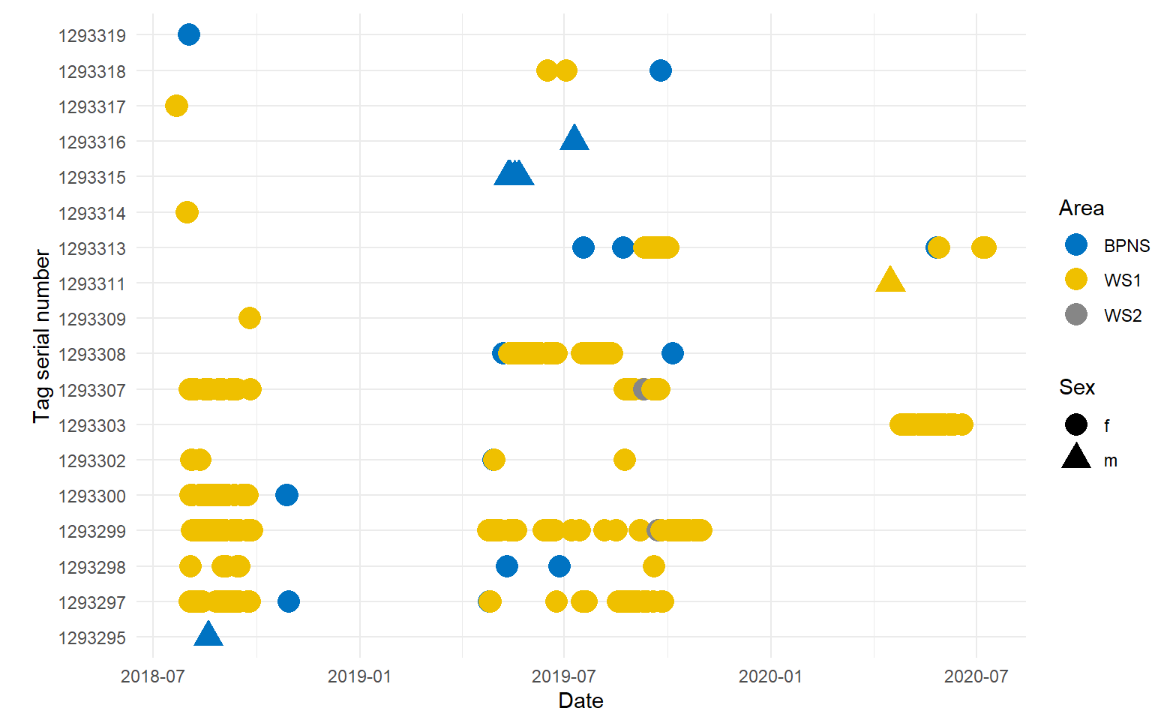 1293319
1293318
1293317
1293316
1293315
1293314
1293313
1293311
1293309
1293308
1293307
1293303
1293302
1293300
1293299
1293298
1293297
1293295
Tag serial number
2018-07
2019-01
2019-07
2020-01
2020-07
Date
Area
BPNS
WS1
WS2
Sex
f
m